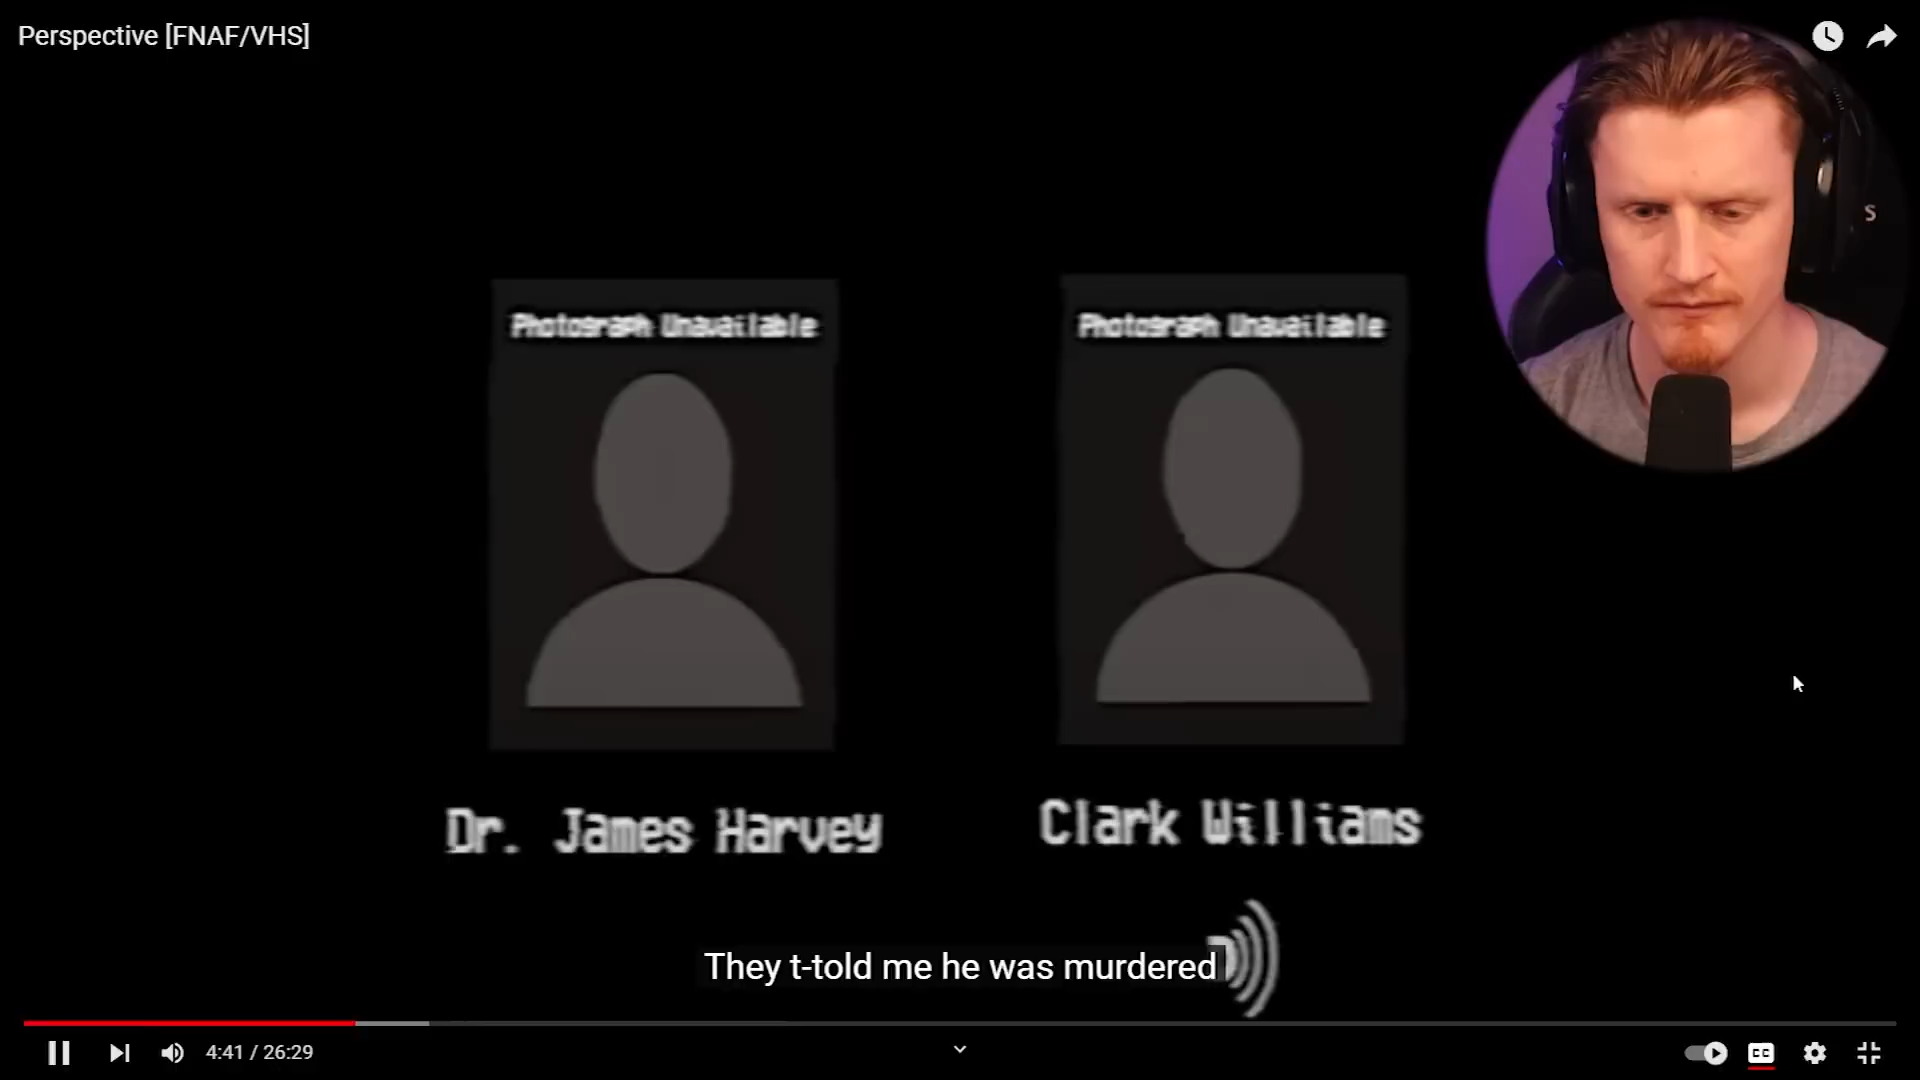 Perspective [FNAF/VHS]
S
Photograph Unavailable
Photograph Unavailable
Dr. James Harvey
Clark Williams
They t-told me he was murdered
4:41 / 26:29
CC